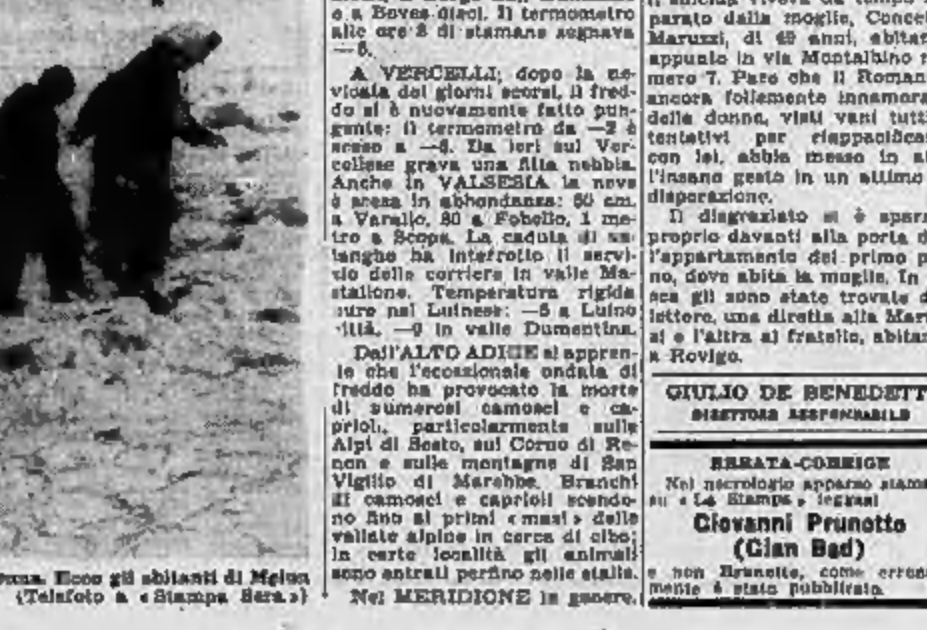 e a Boves dieci. Il termometro
alle ore 8 di stamane segnava
—6.
A VERCELLI, dopo la ne-
vicata dei giorni scorsi, il fred-
do si è nuovamente fatto pun-
gente: il termometro da —2 è
sceso a —6. Da ieri sul Ver-
cellese grava una fitta nebbia.
Anche in VALSESIA la neve
è scesa in abbondanza: 60 cm.
a Varallo, 80 a Fobello, 1 me-
tro a Scopa. La caduta di va-
langhe ha interrotto il servi-
zio delle corriere in valle Ma-
stallone. Temperatura rigida
pure nel Luinese: —5 a Luino
città, —9 in valle Dumentina.
Dall'ALTO ADIGE si appren-
de che l'eccezionale ondata di
freddo ha provocato la morte
di numerosi camosci e ca-
prioli, particolarmente sulle
Alpi di Sesto, sul Corno di Re-
non e sulle montagne di San
Vigilio di Marebbe. Branchi
di camosci e caprioli scendo-
no fino ai primi « masi » delle
vallate alpine in cerca di cibo;
in certe località gli animali
sono entrati perfino nelle stalle.
Nel MERIDIONE in genere,
parato dalla moglie, Concet
Maruzzi, di 49 anni, abitan
appunto in via Montalbino n
mero 7. Pare che il Roman
ancora follemente innamora
della donna, visti vani tutti
tentativi per riappacificar
con lei, abbia messo in at
l'insano gesto in un attimo
disperazione.
Il disgraziato si è spara
proprio davanti alla porta d
l'appartamento del primo p
no, dove abita la moglie. In
sca gli sono state trovate d
lettere, una diretta alla Mar
zi e l'altra al fratello, abitan
a Rovigo.
GIULIO DE BENEDETT
DIRETTORE RESPONSABILE
ERRATA-CORRIGE
Nel necrologio apparso stama
su « La Stampa » leggasi
Giovanni Prunotto
(Gian Bad)
e non Brunotto, come errone
mente è stato pubblicato.
Ecco gli abitanti di Melun
(Telefoto a « Stampa Sera »)